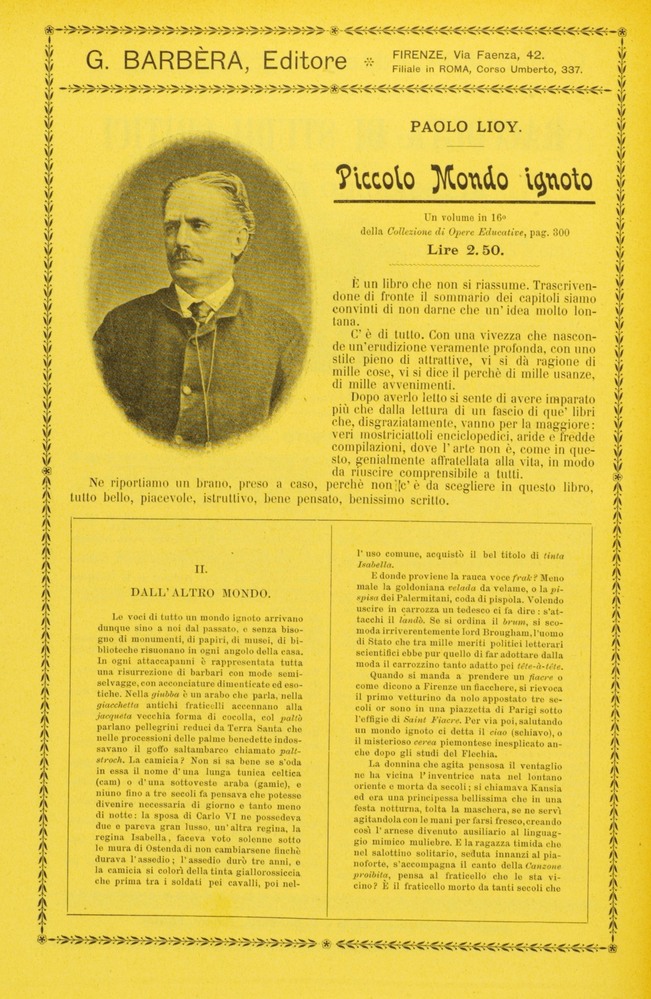 G. BARBÈRA, Editore
FIRENZE, Via Faenza, 42.
Filiale in ROMA, Corso Umberto, 337.
PAOLO LIOY.
Piccolo Mondo ignoto
Un volume in 16º
della Collezione di Opere Educative, pag. 300
Lire 2.50.
È un libro che non si riassume. Trascriven-
done di fronte il sommario dei capitoli siamo
convinti di non darne che un' idea molto lon-
tana.
C' è di tutto. Con una vivezza che nascon-
de un'erudizione veramente profonda, con uno
stile pieno di attrattive, vi si dà ragione di
mille cose, vi si dice il perchè di mille usanze,
di mille avvenimenti.
Dopo averlo letto si sente di avere imparato
più che dalla lettura di un fascio di que' libri
che, disgraziatamente, vanno per la maggiore:
veri mostriciattoli enciclopedici, aride e fredde
compilazioni, dove l' arte non è, come in que-
sto, genialmente affratellata alla vita, in modo
da riuscire comprensibile a tutti.
Ne riportiamo un brano, preso a caso, perchè non c' è da scegliere in questo libro,
tutto bello, piacevole, istruttivo, bene pensato, benissimo scritto.
II.
DALL' ALTRO MONDO.
Le voci di tutto un mondo ignoto arrivano
dunque sino a noi dal passato, e senza biso-
gno di monumenti, di papiri, di musei, di bi-
blioteche risuonano in ogni angolo della casa.
In ogni attaccapanni è rappresentata tutta
una risurrezione di barbari con mode semi-
selvagge, con acconciature dimenticate ed eso-
tiche. Nella giubba è un arabo che parla, nella
giacchetta antichi fraticelli accennano alla
jacqueta vecchia forma di cocolla, col paltò
parlano pellegrini reduci da Terra Santa che
nelle processioni delle palme benedette indos-
savano il goffo saltambarco chiamato palt-
stroch. La camicia? Non si sa bene se s'oda
in essa il nome d'una lunga tunica celtica
(cam) o d'una sottoveste araba (gamic), e
niuno fino a tre secoli fa pensava che potesse
divenire necessaria di giorno e tanto meno
di notte: la sposa di Carlo VI ne possedeva
due e pareva gran lusso, un'altra regina, la
regina Isabella, faceva voto solenne sotto
le mura di Ostenda di non cambiarsene finchè
durava l'assedio; l'assedio durò tre anni, e
la camicia si colorì della tinta giallorossiccia
che prima tra i soldati pei cavalli, poi nel-
l' uso comune, acquistò il bel titolo di tinta
Isabella.
E donde proviene la rauca voce frak? Meno
male la goldoniana velada da velame, o la pi-
spisa dei Palermitani, coda di pispola. Volendo
uscire in carrozza un tedesco ci fa dire: s'at-
tacchi il landò. Se si ordina il brum, si sco-
moda irriverentemente lord Brougham, l'uomo
di Stato che tra mille meriti politici letterari
scientifici ebbe pur quello di far adottare dalla
moda il carrozzino tanto adatto pei tête-à-tête.
Quando si manda a prendere un fiacre o
come dicono a Firenze un fiacchere, si rievoca
il primo vetturino da nolo appostato tre se-
coli or sono in una piazzetta di Parigi sotto
l'effigie di Saint Fiacre. Per via poi, salutando
un mondo ignoto ci detta il ciao (schiavo), o
il misterioso cerea piemontese inesplicato an-
che dopo gli studi del Flechia.
La donnina che agita pensosa il ventaglio
ne ha vicina l' inventrice nata nel lontano
oriente e morta da secoli; si chiamava Kansia
ed era una principessa bellissima che in una
festa notturna, tolta la maschera, se ne servì
agitandola con le mani per farsi fresco, creando
così l' arnese divenuto ausiliario al linguag-
gio mimico muliebre. E la ragazza timida che
nel salottino solitario, seduta innanzi al pia-
noforte, s'accompagna il canto della Canzone
proibita, pensa al fraticello che le sta vi-
cino? È il fraticello morto da tanti secoli che